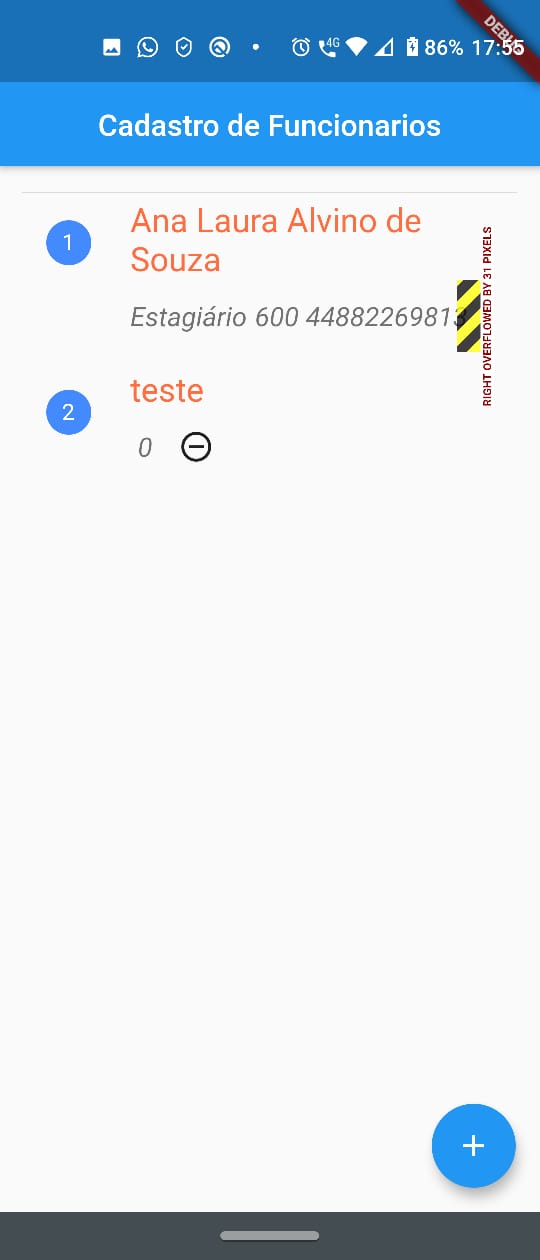 4G 86% 17:55
Cadastro de Funcionarios
1
Ana Laura Alvino de
Souza
Estagiário 600 44882269813
RIGHT OVERFLOWED BY 31 PIXELS
2
teste
0